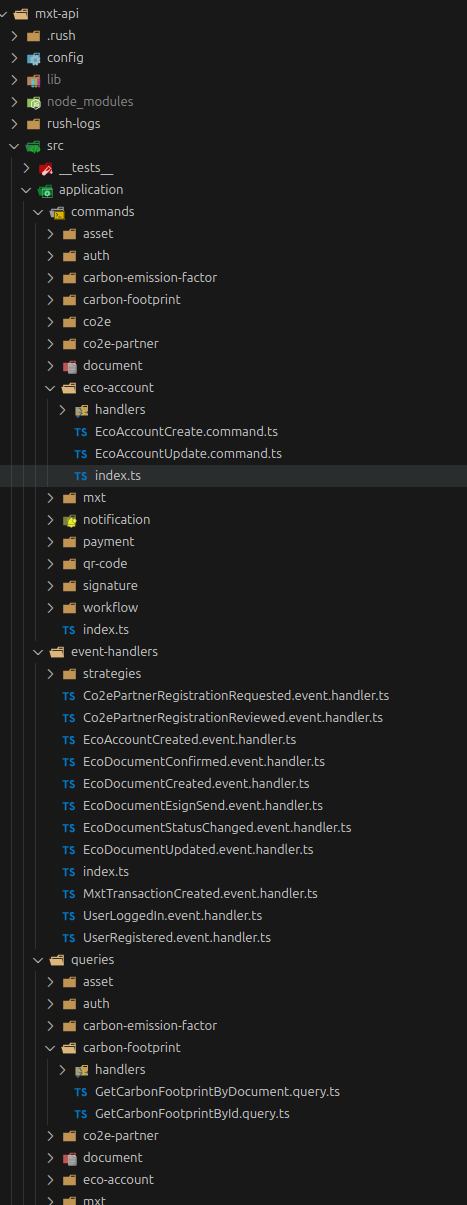 mxt-api
.rush
config
lib
node_modules
rush-logs
src
__tests__
application
commands
asset
auth
carbon-emission-factor
carbon-footprint
co2e
co2e-partner
document
eco-account
handlers
TS EcoAccountCreate.command.ts
TS EcoAccountUpdate.command.ts
TS index.ts
mxt
notification
payment
qr-code
signature
workflow
TS index.ts
event-handlers
strategies
TS Co2ePartnerRegistrationRequested.event.handler.ts
TS Co2ePartnerRegistrationReviewed.event.handler.ts
TS EcoAccountCreated.event.handler.ts
TS EcoDocumentConfirmed.event.handler.ts
TS EcoDocumentCreated.event.handler.ts
TS EcoDocumentEsignSend.event.handler.ts
TS EcoDocumentStatusChanged.event.handler.ts
TS EcoDocumentUpdated.event.handler.ts
TS index.ts
TS MxtTransactionCreated.event.handler.ts
TS UserLoggedIn.event.handler.ts
TS UserRegistered.event.handler.ts
queries
asset
auth
carbon-emission-factor
carbon-footprint
handlers
TS GetCarbonFootprintByDocument.query.ts
TS GetCarbonFootprintById.query.ts
co2e-partner
document
eco-account
mxt